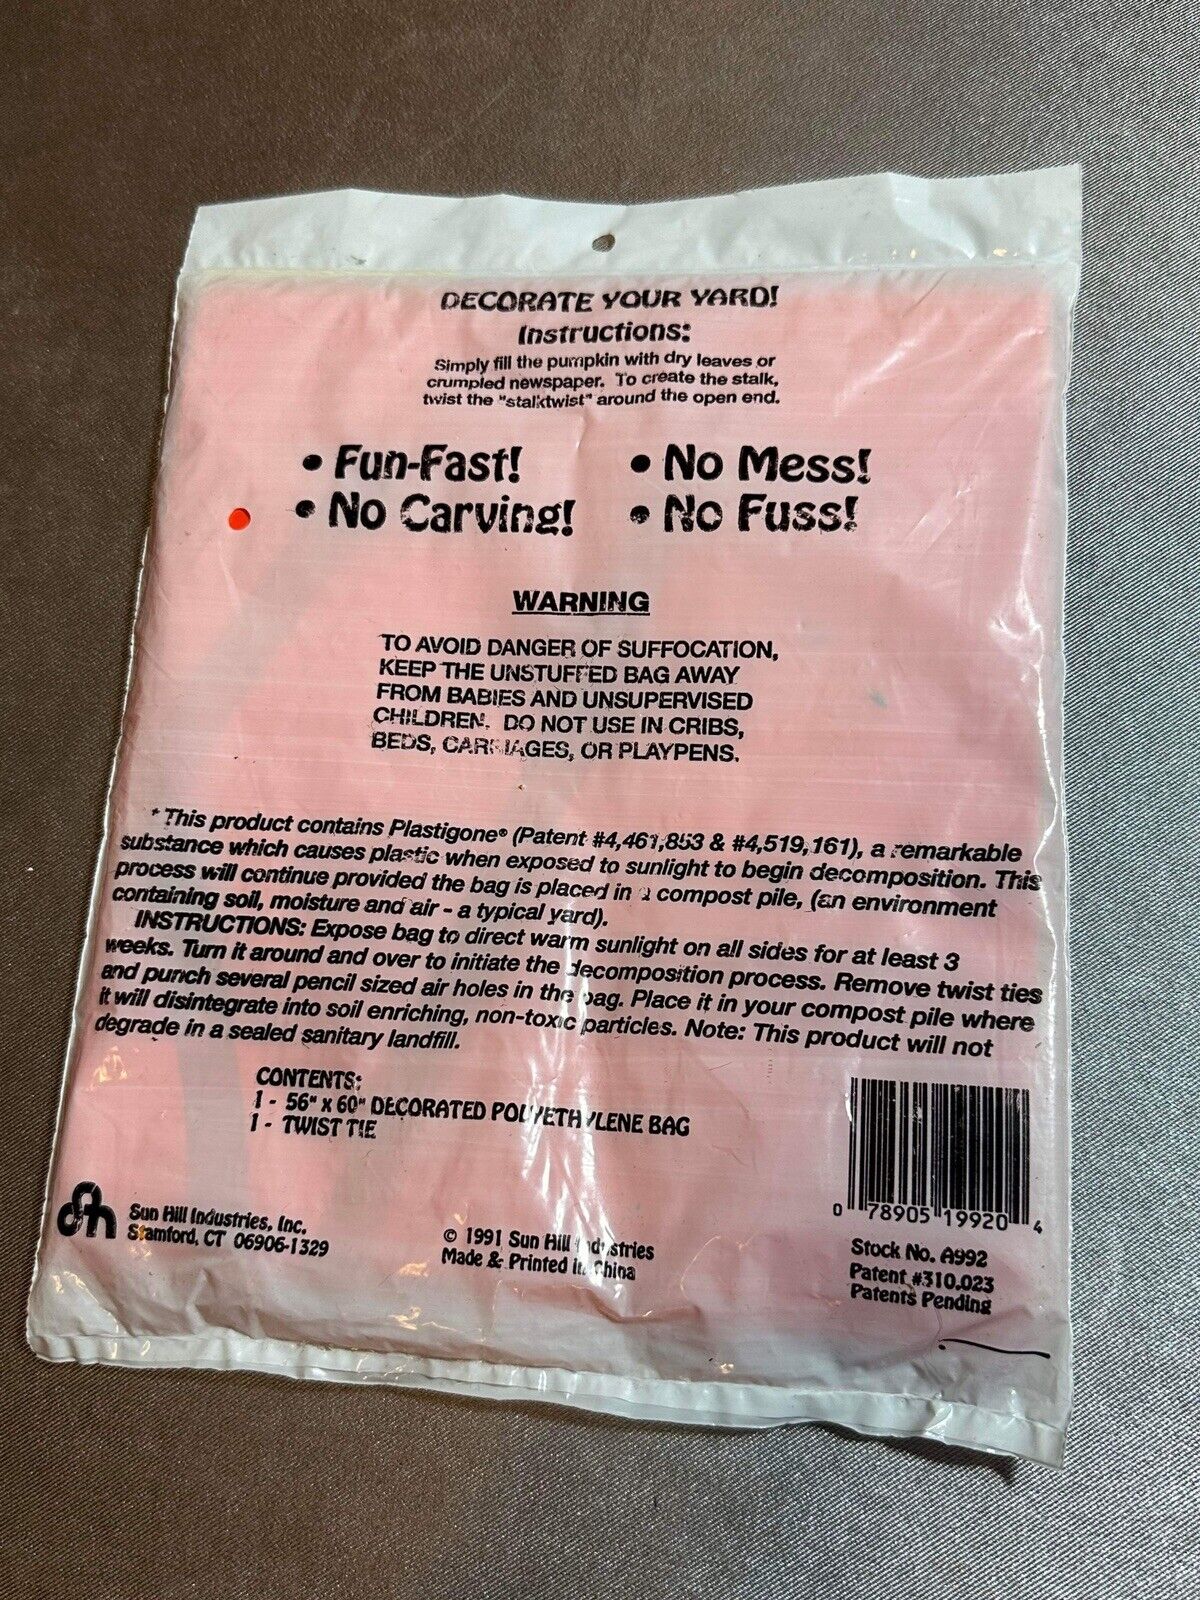 DECORATE YOUR YARD!
Instructions:
Simply fill the pumpkin with dry leaves or
crumpled newspaper. To create the stalk,
twist the "stalktwist" around the open end.
• Fun-Fast!
• No Mess!
• No Carving!
• No Fuss!
WARNING
TO AVOID DANGER OF SUFFOCATION,
KEEP THE UNSTUFFED BAG AWAY
FROM BABIES AND UNSUPERVISED
CHILDREN. DO NOT USE IN CRIBS,
BEDS, CARRIAGES, OR PLAYPENS.
* This product contains Plastigone® (Patent #4,461,853 & #4,519,161), a remarkable
substance which causes plastic when exposed to sunlight to begin decomposition. This
process will continue provided the bag is placed in a compost pile, (an environment
containing soil, moisture and air - a typical yard).
INSTRUCTIONS: Expose bag to direct warm sunlight on all sides for at least 3
weeks. Turn it around and over to initiate the decomposition process. Remove twist ties
and punch several pencil sized air holes in the bag. Place it in your compost pile where
it will disintegrate into soil enriching, non-toxic particles. Note: This product will not
degrade in a sealed sanitary landfill.
CONTENTS:
1 - 56" x 60" DECORATED POLYETHYLENE BAG
1 - TWIST TIE
Sun Hill Industries, Inc.
Stamford, CT 06906-1329
© 1991 Sun Hill Industries
Made & Printed in China
0 78905 19920 4
Stock No. A992
Patent #310,023
Patents Pending